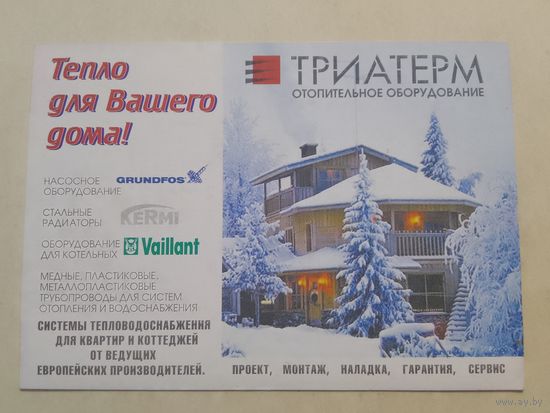 Тепло
для Вашего
дома!
НАСОСНОЕ
ОБОРУДОВАНИЕ
GRUNDFOS
СТАЛЬНЫЕ
РАДИАТОРЫ
KERMI
ОБОРУДОВАНИЕ
ДЛЯ КОТЕЛЬНЫХ
Vaillant
МЕДНЫЕ, ПЛАСТИКОВЫЕ,
МЕТАЛЛОПЛАСТИКОВЫЕ
ТРУБОПРОВОДЫ ДЛЯ СИСТЕМ
ОТОПЛЕНИЯ И ВОДОСНАБЖЕНИЯ
СИСТЕМЫ ТЕПЛОВОДОСНАБЖЕНИЯ
ДЛЯ КВАРТИР И КОТТЕДЖЕЙ
ОТ ВЕДУЩИХ
ЕВРОПЕЙСКИХ ПРОИЗВОДИТЕЛЕЙ.
ТРИАТЕРМ
ОТОПИТЕЛЬНОЕ ОБОРУДОВАНИЕ
ПРОЕКТ, МОНТАЖ, НАЛАДКА, ГАРАНТИЯ, СЕРВИС
www.ay.by